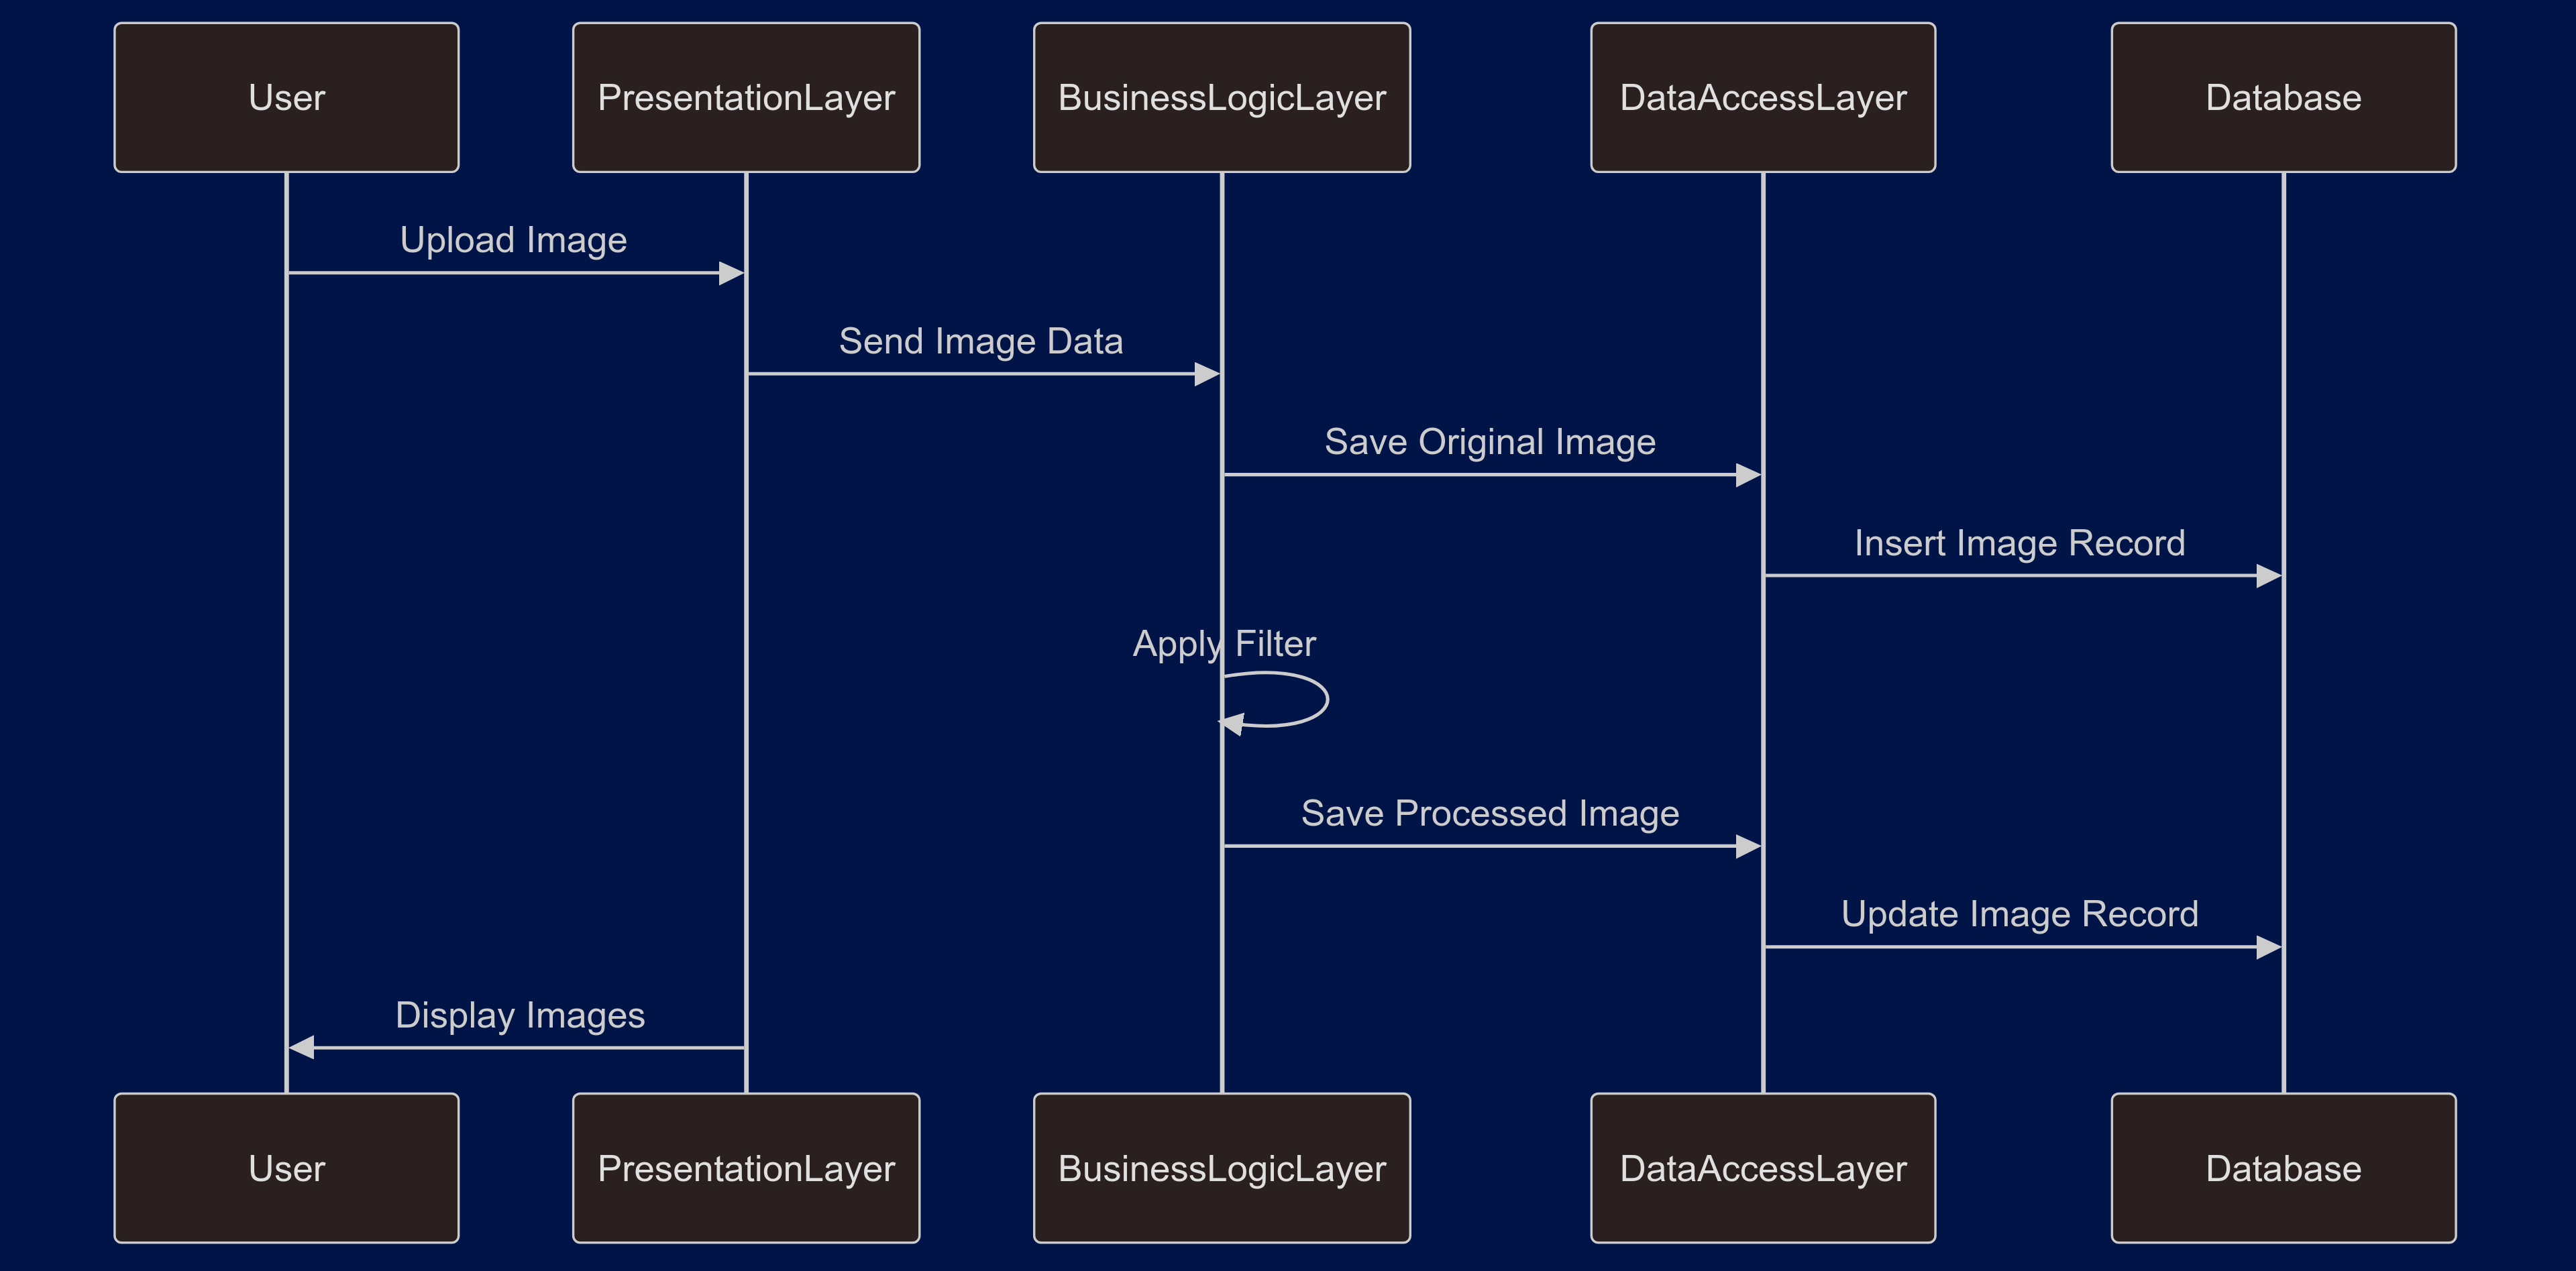 User
PresentationLayer
BusinessLogicLayer
DataAccessLayer
Database
Upload Image
Send Image Data
Save Original Image
Insert Image Record
Apply Filter
Save Processed Image
Update Image Record
Display Images
User
PresentationLayer
BusinessLogicLayer
DataAccessLayer
Database